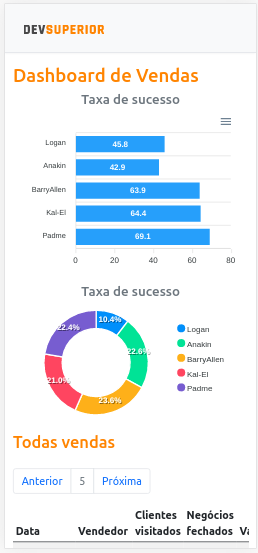 DEVSUPERIOR
Dashboard de Vendas
Taxa de sucesso
Logan
45.8
Anakin
42.9
BarryAllen
63.9
Kal-El
64.4
Padme
69.1
0 20 40 60 80
Taxa de sucesso
10.4%
22.6%
23.6%
21.0%
22.4%
Logan
Anakin
BarryAllen
Kal-El
Padme
Todas vendas
Anterior 5 Próxima
Clientes Negócios
Data Vendedor visitados fechados Va